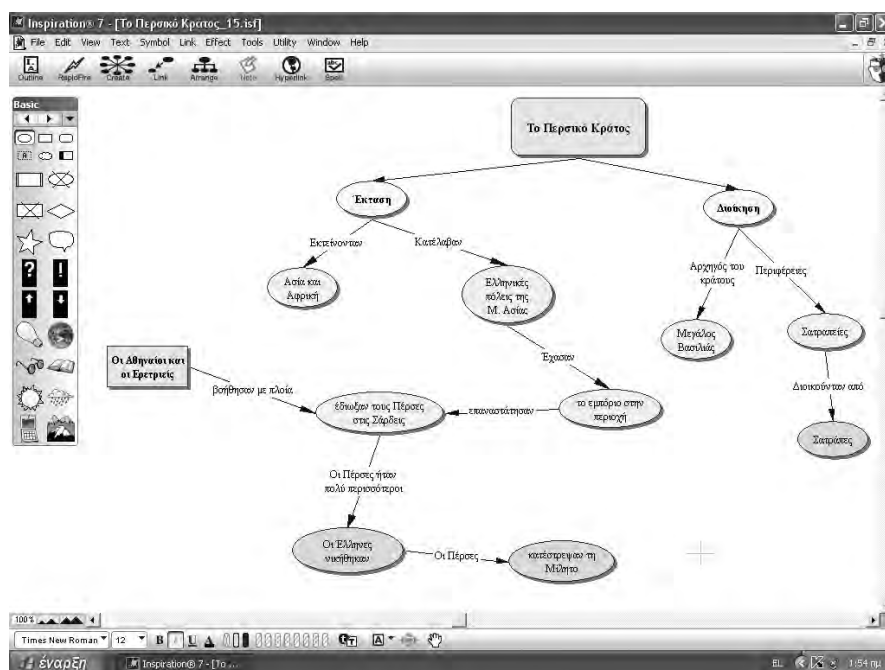 Inspiration® 7 - [Το Περσικό Κράτος_15.isf]
File Edit View Text Symbol Link Effect Tools Utility Window Help
Outline RapidFire Create Link Arrange Note Hyperlink Spell
Basic
Το Περσικό Κράτος
Έκταση
Διοίκηση
Εκτείνονταν
Κατέλαβαν
Αρχηγός του
κράτους
Περιφέρειες
Ασία και
Αφρική
Ελληνικές
πόλεις της
Μ. Ασίας
Μεγάλος
Βασιλιάς
Σατραπείες
Οι Αθηναίοι και
οι Ερετριείς
Έχασαν
Διοικούνταν από
βοήθησαν με πλοία
έδιωξαν τους Πέρσες
στις Σάρδεις
επαναστάτησαν
το εμπόριο στην
περιοχή
Σατράπες
Οι Πέρσες ήταν
πολύ περισσότεροι
Οι Έλληνες
νικήθηκαν
Οι Πέρσες
κατέστρεψαν τη
Μίλητο
100%
Times New Roman 12 B I U A
έναρξη Inspiration® 7 - [Το ... EL 1:54 πμ